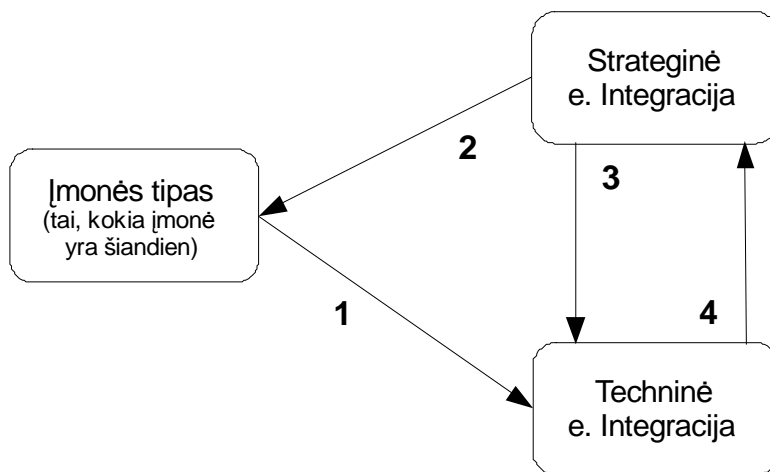 Strateginė
e. Integracija
2
3
Įmonės tipas
(tai, kokia įmonė
yra šiandien)
1
4
Techninė
e. Integracija